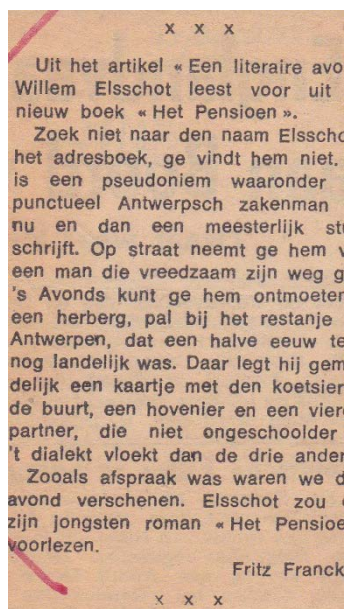 x x x
Uit het artikel « Een literaire avo
Willem Elsschot leest voor uit
nieuw boek « Het Pensioen ».
Zoek niet naar den naam Elsscho
het adresboek, ge vindt hem niet.
is een pseudoniem waaronder
punctueel Antwerpsch zakenman
nu en dan een meesterlijk stu
schrijft. Op straat neemt ge hem v
een man die vreedzaam zijn weg g
's Avonds kunt ge hem ontmoeten
een herberg, pal bij het restanje
Antwerpen, dat een halve eeuw te
nog landelijk was. Daar legt hij gem
delijk een kaartje met den koetsier
de buurt, een hovenier en een vier
partner, die niet ongeschoolder
't dialekt vloekt dan de drie ander
Zooals afspraak was waren we d
avond verschenen. Elsschot zou
zijn jongsten roman « Het Pensioe
voorlezen.
Fritz Franck
x x x